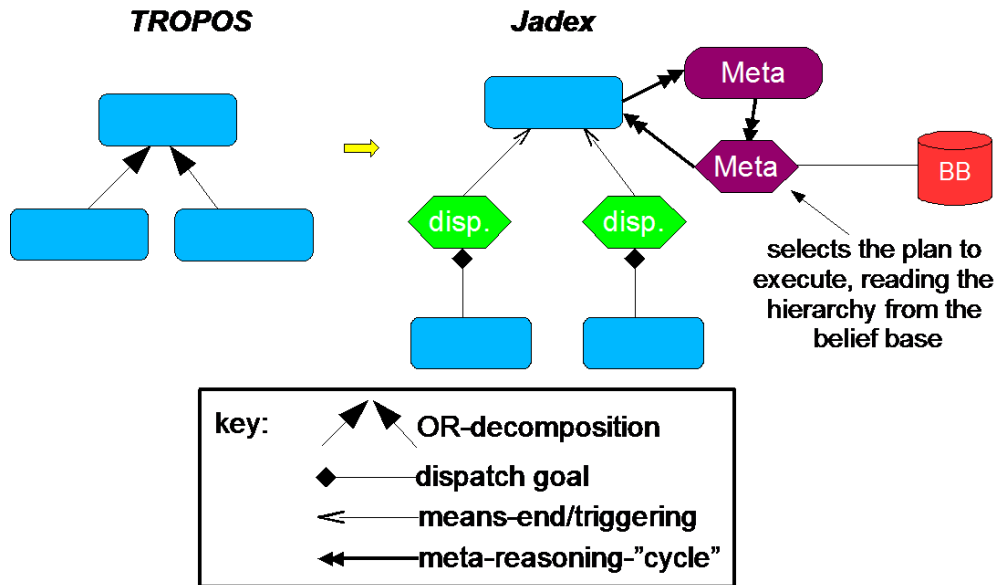 TROPOS
Jadex
Meta
Meta
BB
disp.
disp.
selects the plan to
execute, reading the
hierarchy from the
belief base
key:
OR-decomposition
dispatch goal
means-end/triggering
meta-reasoning-”cycle”